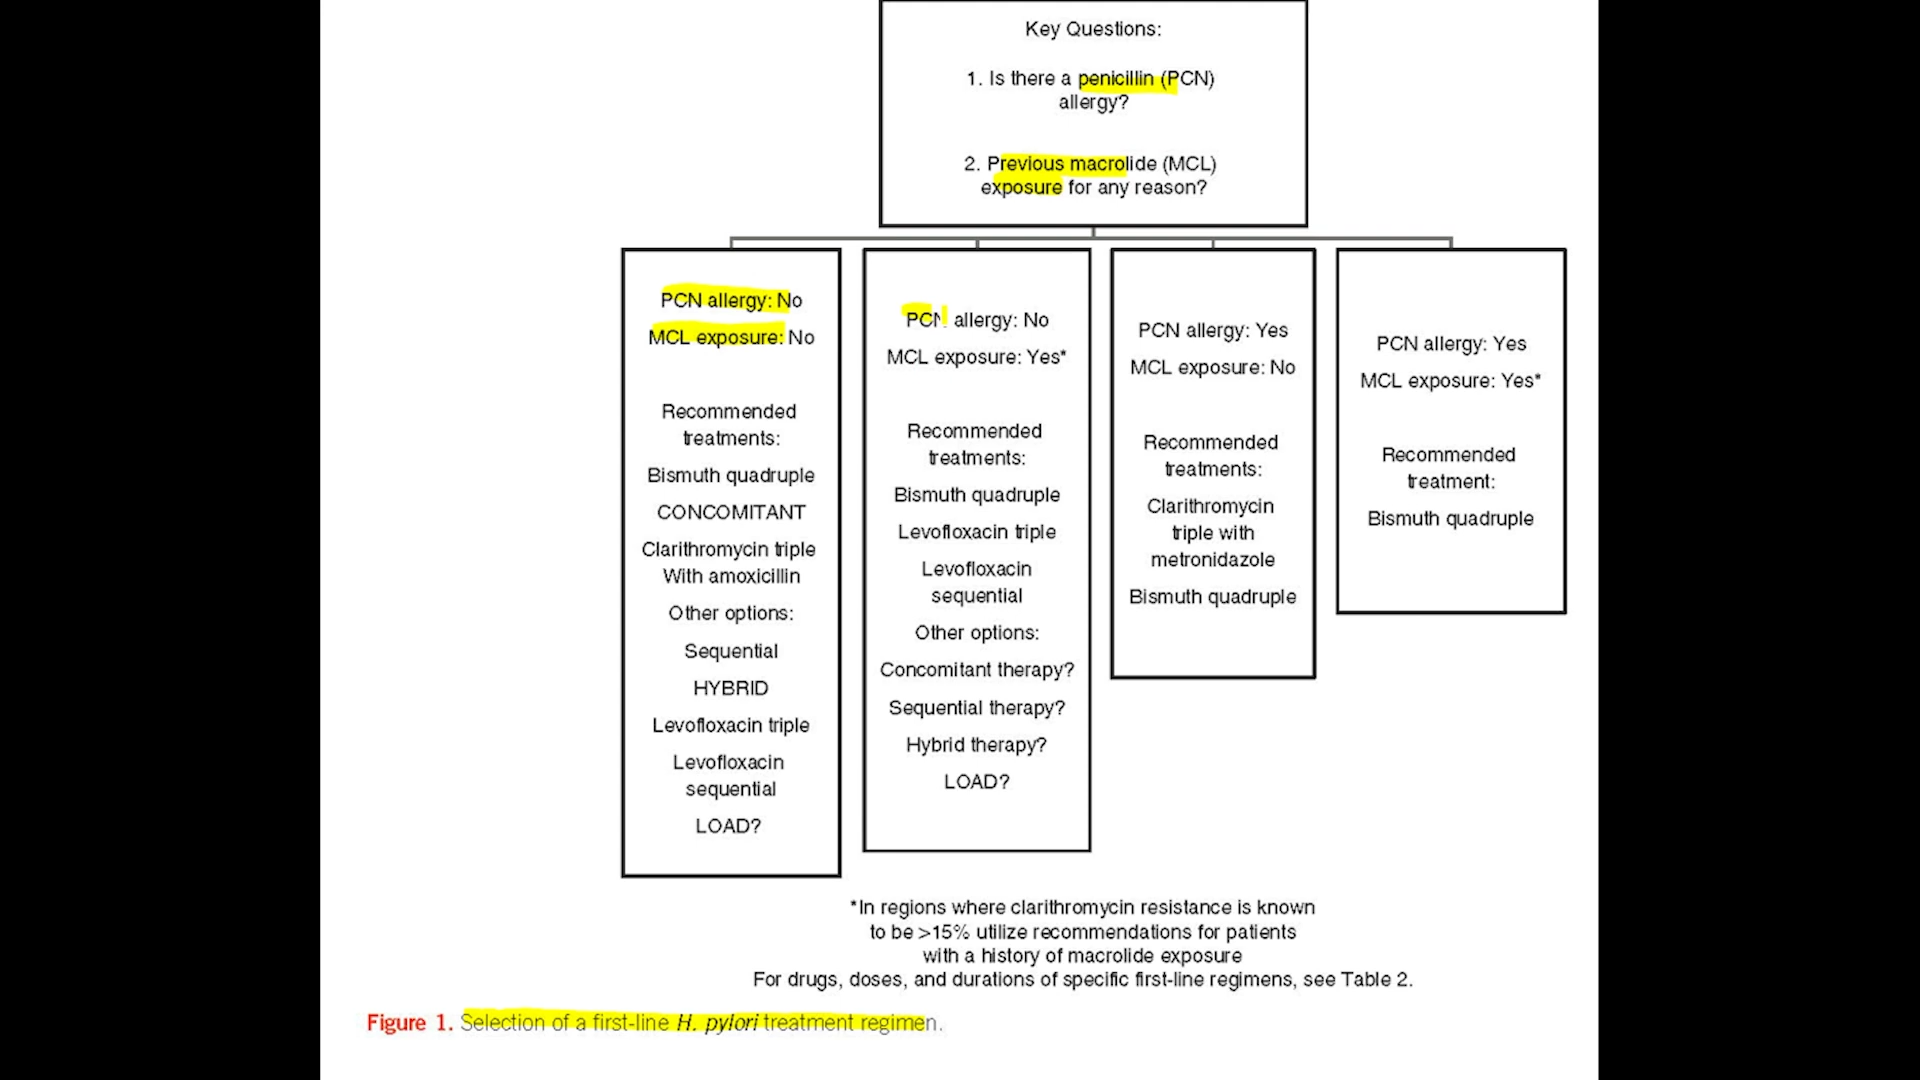 Key Questions:
1. Is there a penicillin (PCN)
allergy?
2. Previous macrolide (MCL)
exposure for any reason?
PCN allergy: No
MCL exposure: No
Recommended
treatments:
Bismuth quadruple
CONCOMITANT
Clarithromycin triple
With amoxicillin
Other options:
Sequential
HYBRID
Levofloxacin triple
Levofloxacin
sequential
LOAD?
PCN allergy: No
MCL exposure: Yes*
Recommended
treatments:
Bismuth quadruple
Levofloxacin triple
Levofloxacin
sequential
Other options:
Concomitant therapy?
Sequential therapy?
Hybrid therapy?
LOAD?
PCN allergy: Yes
MCL exposure: No
Recommended
treatments:
Clarithromycin
triple with
metronidazole
Bismuth quadruple
PCN allergy: Yes
MCL exposure: Yes*
Recommended
treatment:
Bismuth quadruple
*In regions where clarithromycin resistance is known
to be >15% utilize recommendations for patients
with a history of macrolide exposure
For drugs, doses, and durations of specific first-line regimens, see Table 2.
Figure 1. Selection of a first-line H. pylori treatment regimen.